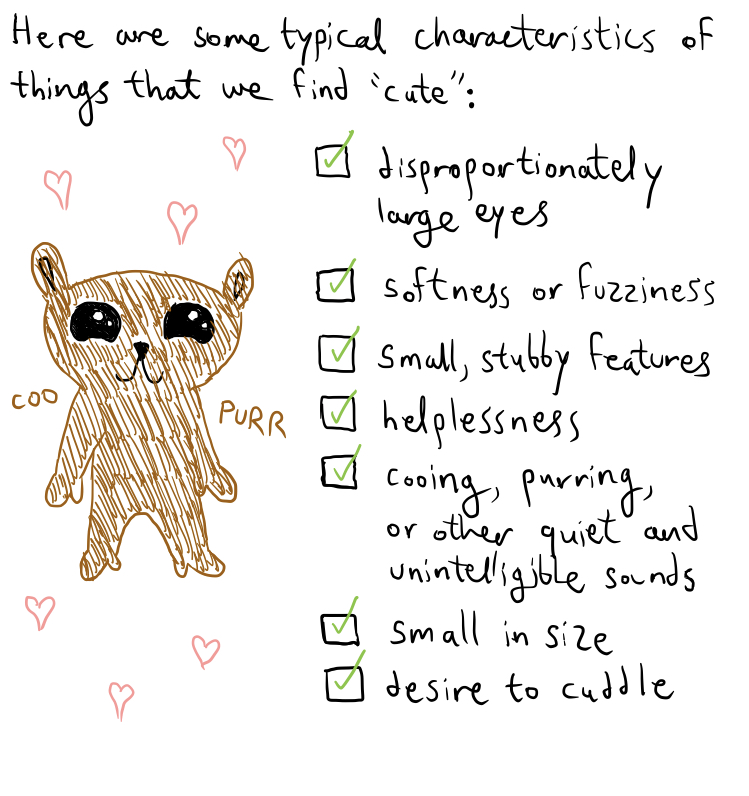 Here are some typical characteristics of
things that we find "cute":
disproportionately
large eyes
softness or fuzziness
small, stubby features
COO
PURR
helplessness
cooing, purring,
or other quiet and
unintelligible sounds
small in size
desire to cuddle